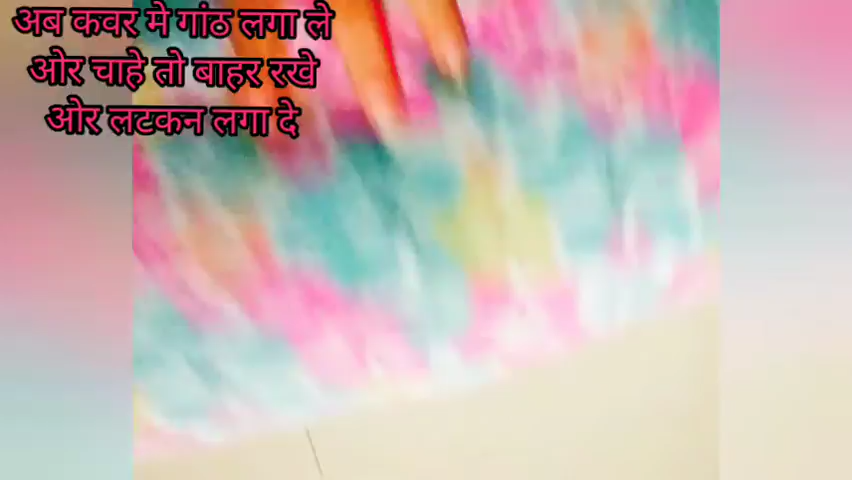 अब कवर मे गांठ लगा ले
ओर चाहे तो बाहर रखे
ओर लटकन लगा दे